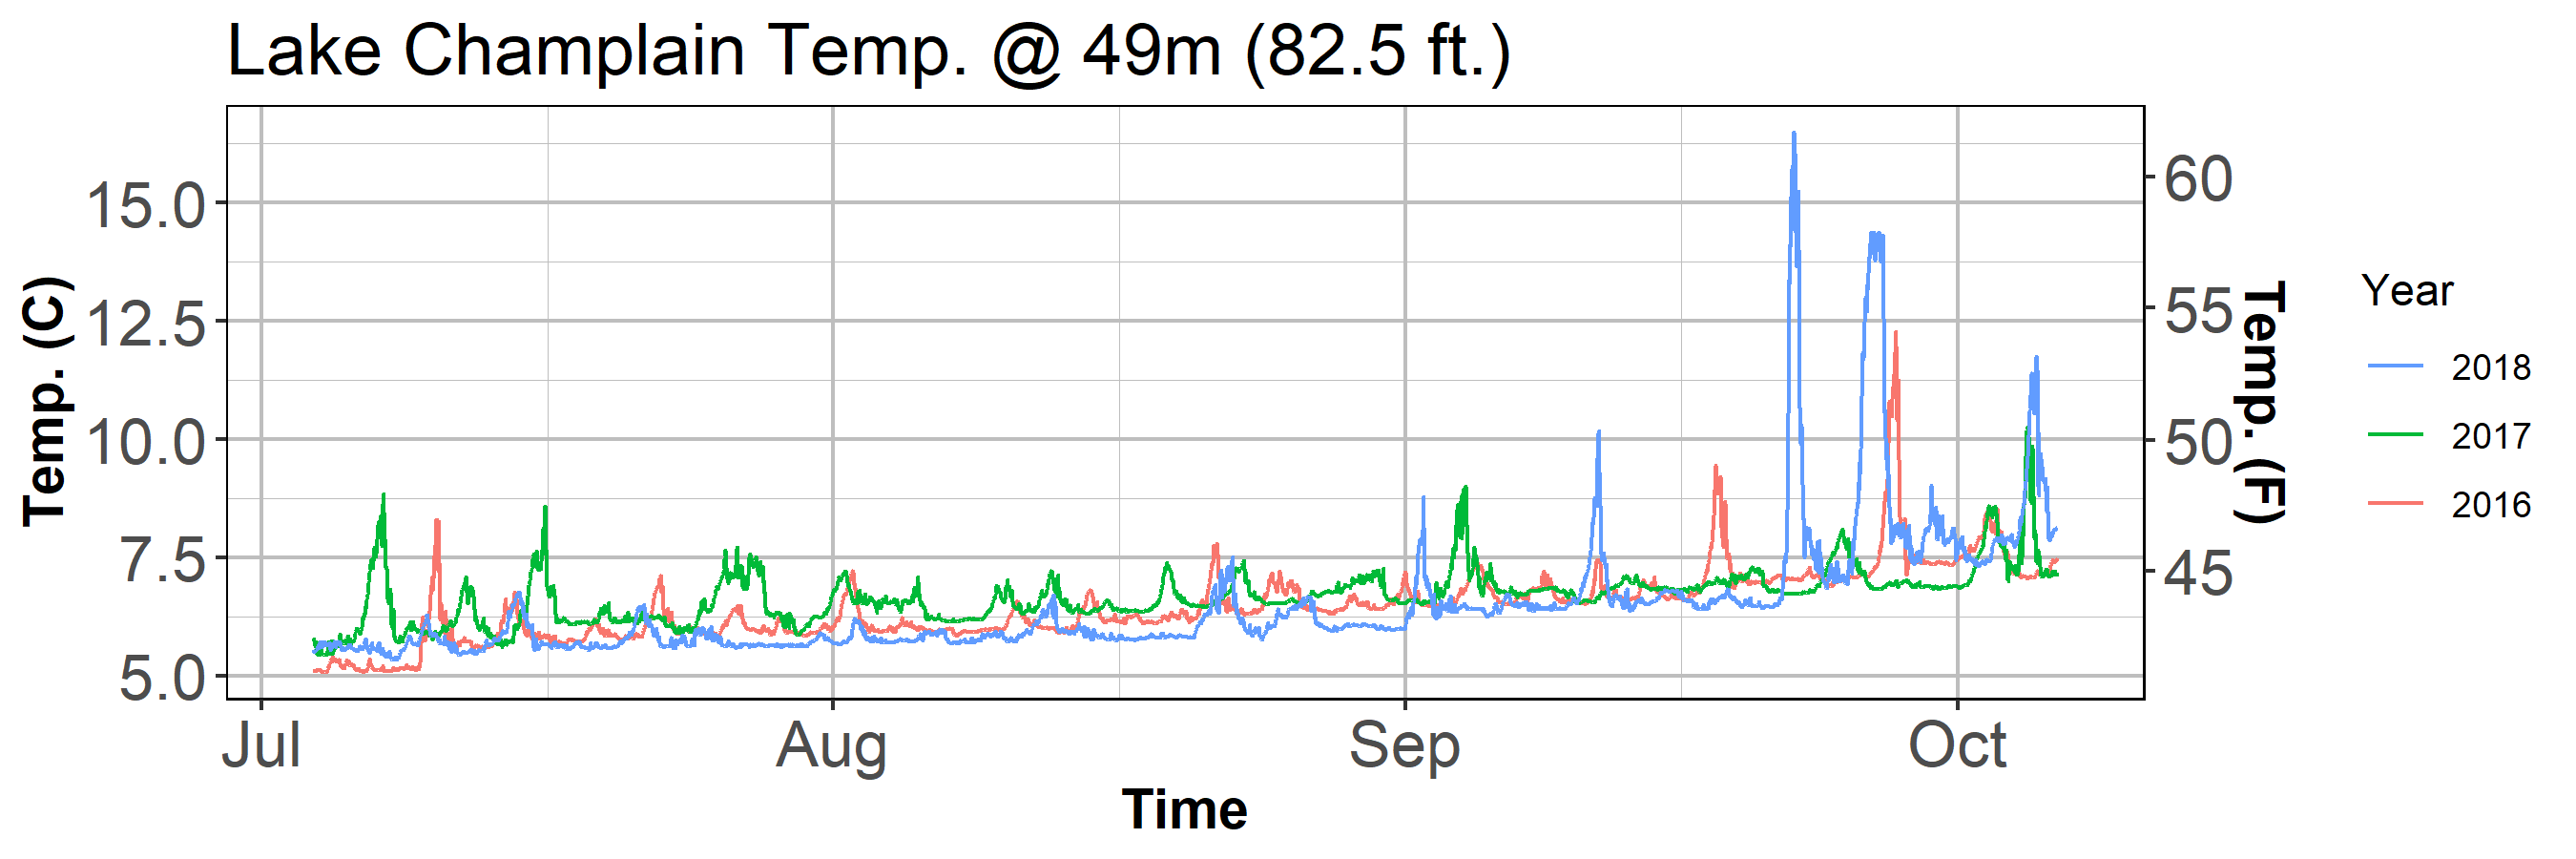 Lake Champlain Temp. @ 49m (82.5 ft.)
Temp. (C)
15.0
12.5
10.0
7.5
5.0
60
55
50
45
Temp. (F)
Jul Aug Sep Oct
Time
Year
2018
2017
2016